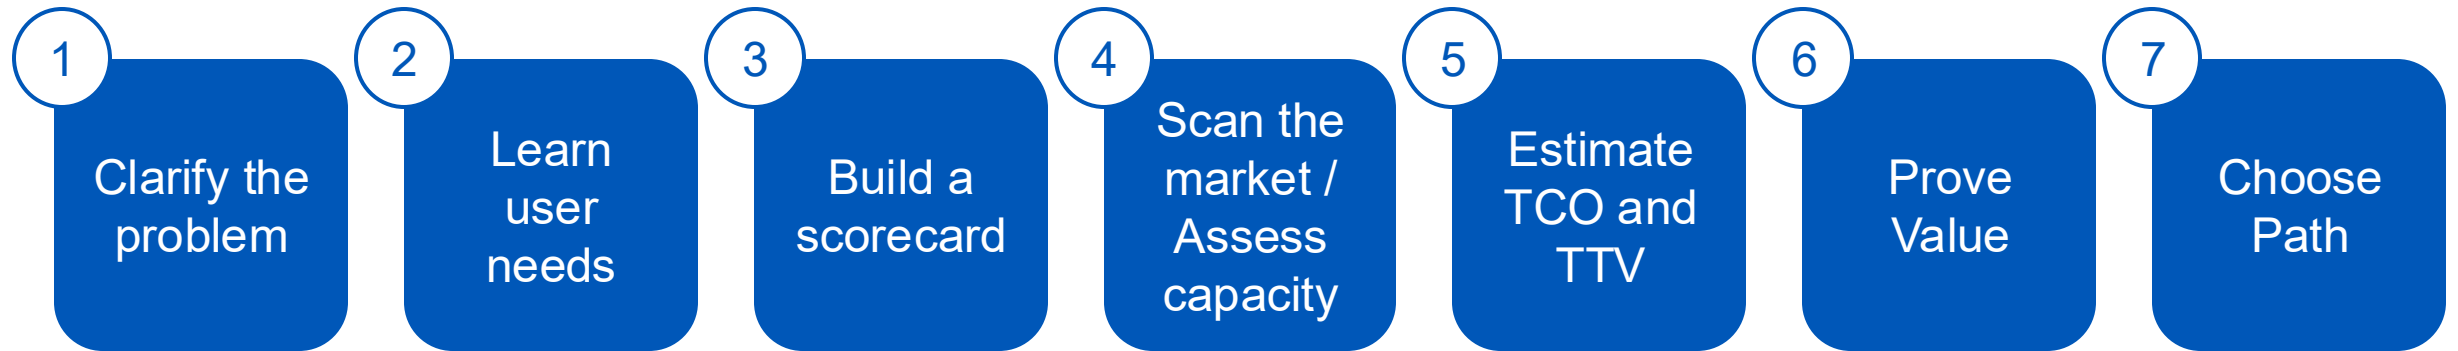 1
Clarify the
problem
2
Learn
user
needs
3
Build a
scorecard
4
Scan the
market /
Assess
capacity
5
Estimate
TCO and
TTV
6
Prove
Value
7
Choose
Path